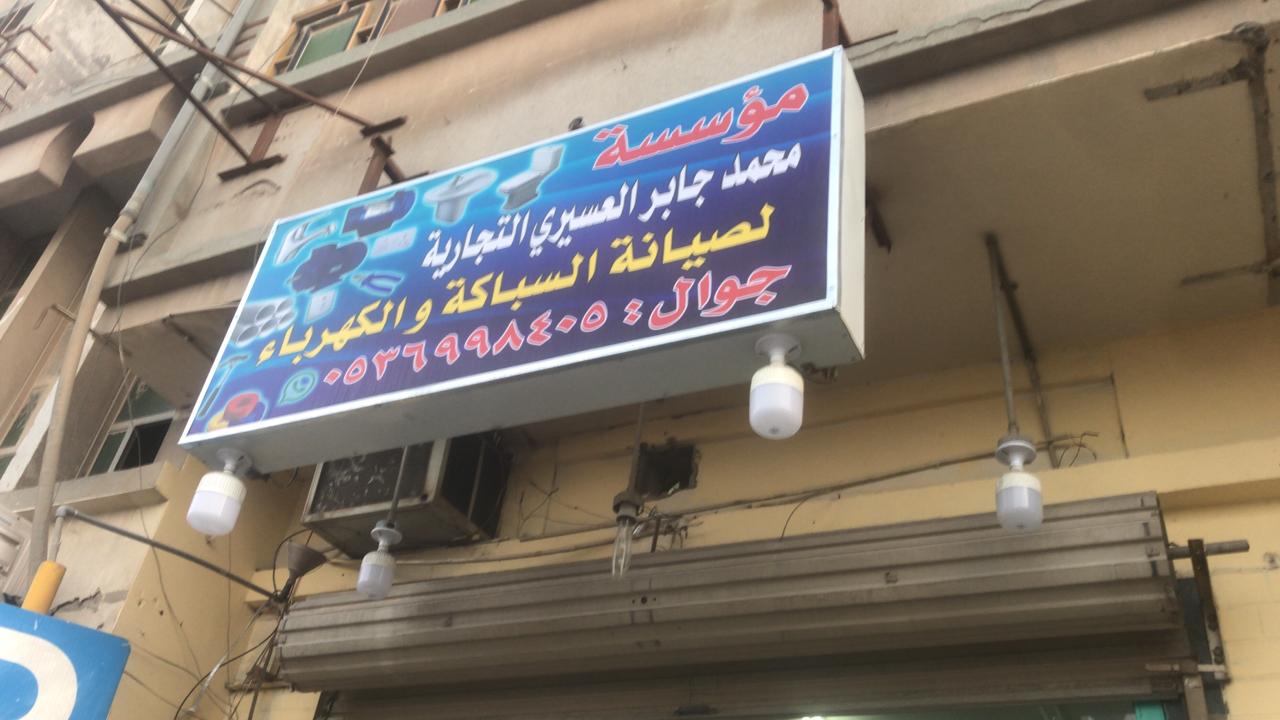 مؤسسة
محمد جابر العسيري التجارية
لصيانة السباكة والكهرباء
جوال: ٠٥٣٦٩٩٨٤٠٥